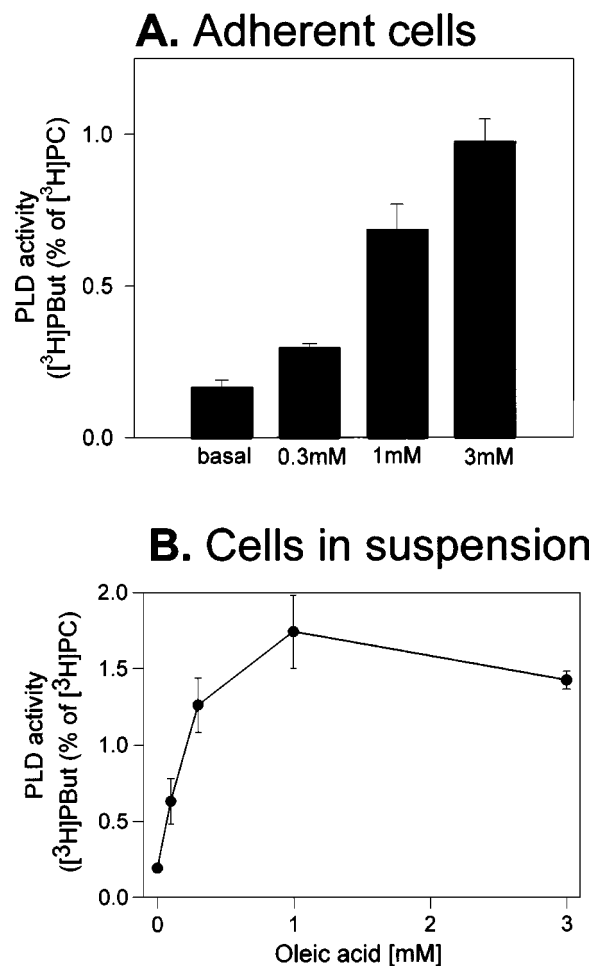 A. Adherent cells
PLD activity
([³H]PBut (% of [³H]PC)
1.0
0.5
0.0
basal
0.3mM
1mM
3mM
B. Cells in suspension
PLD activity
([³H]PBut (% of [³H]PC)
2.0
1.5
1.0
0.5
0.0
0
1
2
3
Oleic acid [mM]